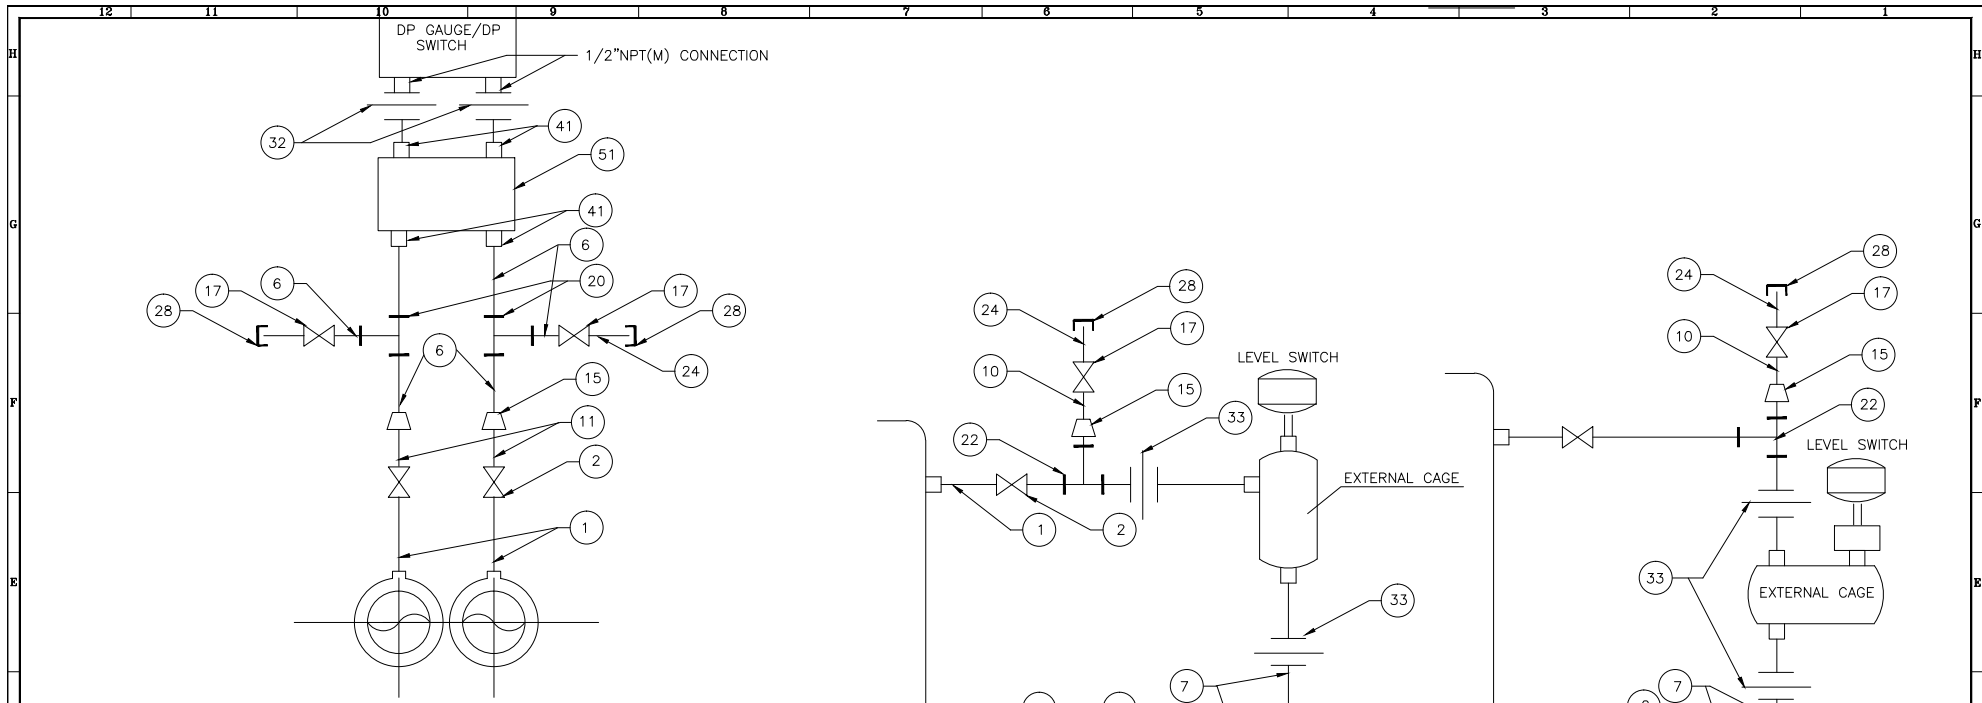 12 11 10 9 8 7 6 5 4 3 2 1
H
H
DP GAUGE/DP
SWITCH
1/2"NPT(M) CONNECTION
32
41
51
41
G
G
6
20
17
6
28
17
28
6
24
15
11
2
1
F
F
E
E
28
24
17
10
15
22
33
LEVEL SWITCH
EXTERNAL CAGE
1
2
33
7
28
24
17
10
15
22
LEVEL SWITCH
33
EXTERNAL CAGE
7